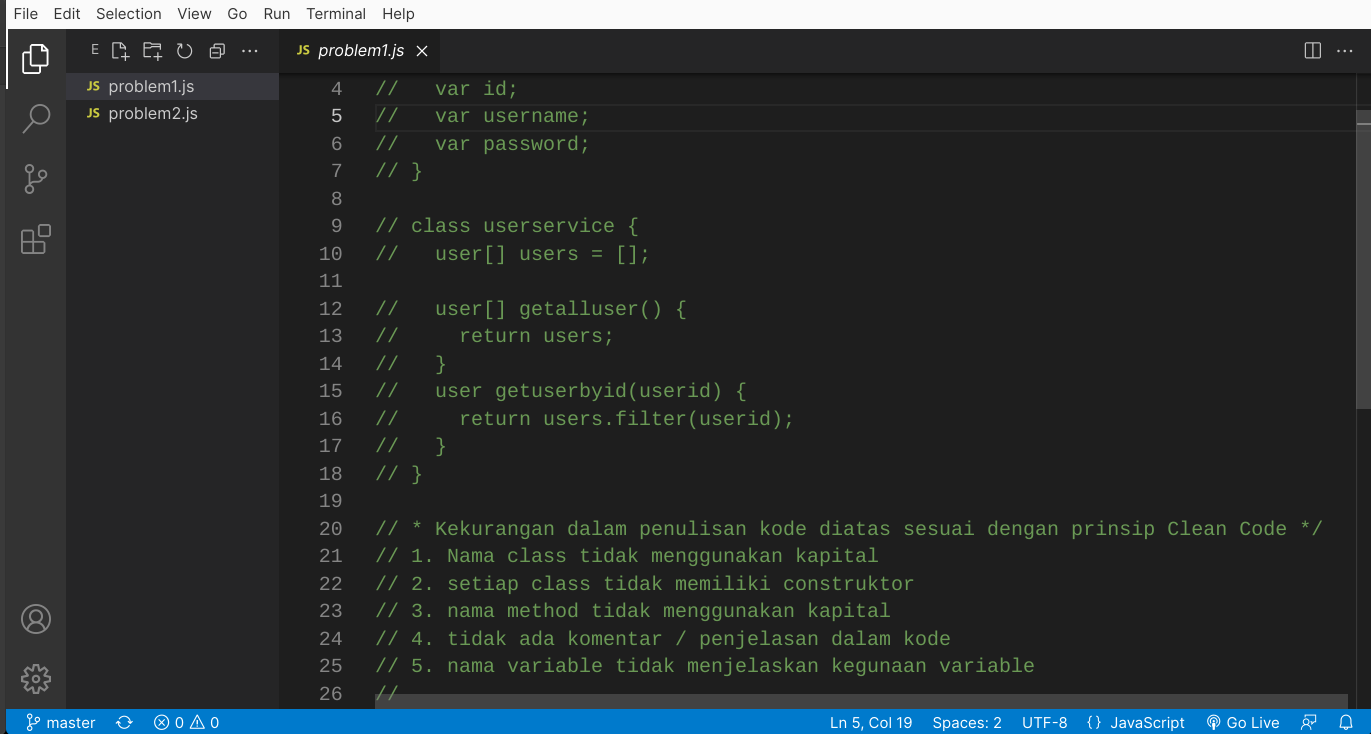 File Edit Selection View Go Run Terminal Help
E
JS problem1.js
JS problem1.js
JS problem2.js
4 //   var id;
5 //   var username;
6 //   var password;
7 // }
8
9 // class userservice {
10 //   user[] users = [];
11
12 //   user[] getalluser() {
13 //     return users;
14 //   }
15 //   user getuserbyid(userid) {
16 //     return users.filter(userid);
17 //   }
18 // }
19
20 // * Kekurangan dalam penulisan kode diatas sesuai dengan prinsip Clean Code */
21 // 1. Nama class tidak menggunakan kapital
22 // 2. setiap class tidak memiliki construktor
23 // 3. nama method tidak menggunakan kapital
24 // 4. tidak ada komentar / penjelasan dalam kode
25 // 5. nama variable tidak menjelaskan kegunaan variable
26 //
master 0 0 Ln 5, Col 19 Spaces: 2 UTF-8 {} JavaScript Go Live